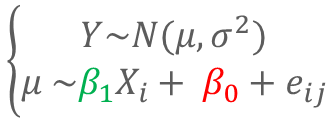 Y~N(μ, σ²)
μ ~β₁Xᵢ + β₀ + eᵢⱼ